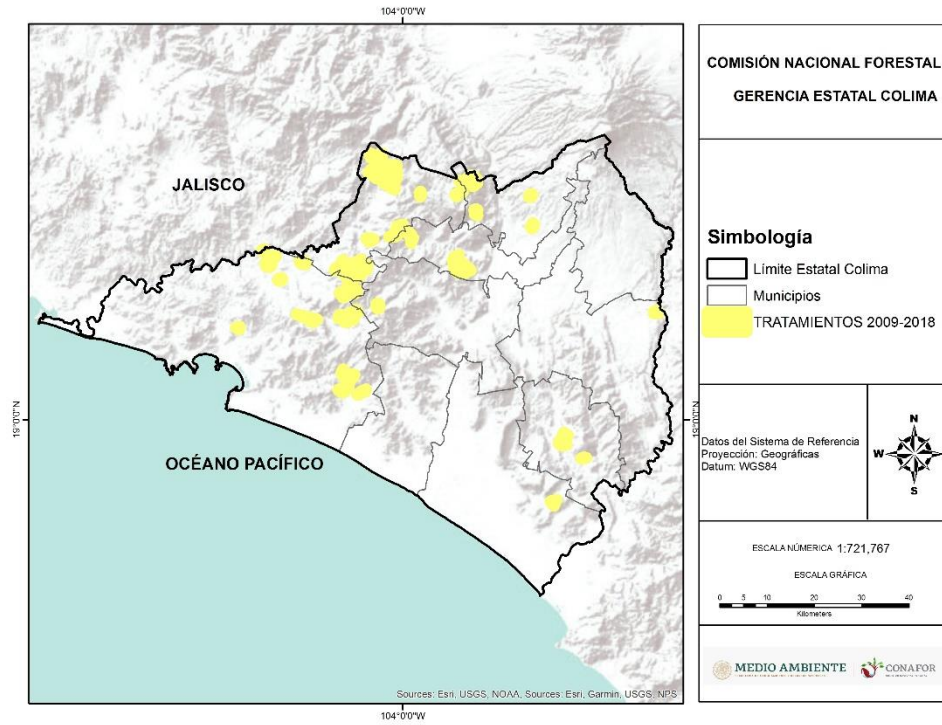 104°0'0"W
JALISCO
OCÉANO PACÍFICO
19°0'0"N
19°0'0"N
Sources: Esri, USGS, NOAA, Sources: Esri, Garmin, USGS, NPS
104°0'0"W
COMISIÓN NACIONAL FORESTAL
GERENCIA ESTATAL COLIMA
Simbología
Límite Estatal Colima
Municipios
TRATAMIENTOS 2009-2018
Datos del Sistema de Referencia
Proyección: Geográficas
Datum: WGS84
N
W
S
ESCALA NÚMERICA 1:721,767
ESCALA GRÁFICA
0 5 10 20 30 40
Kilometers
MEDIO AMBIENTE
CONAFOR